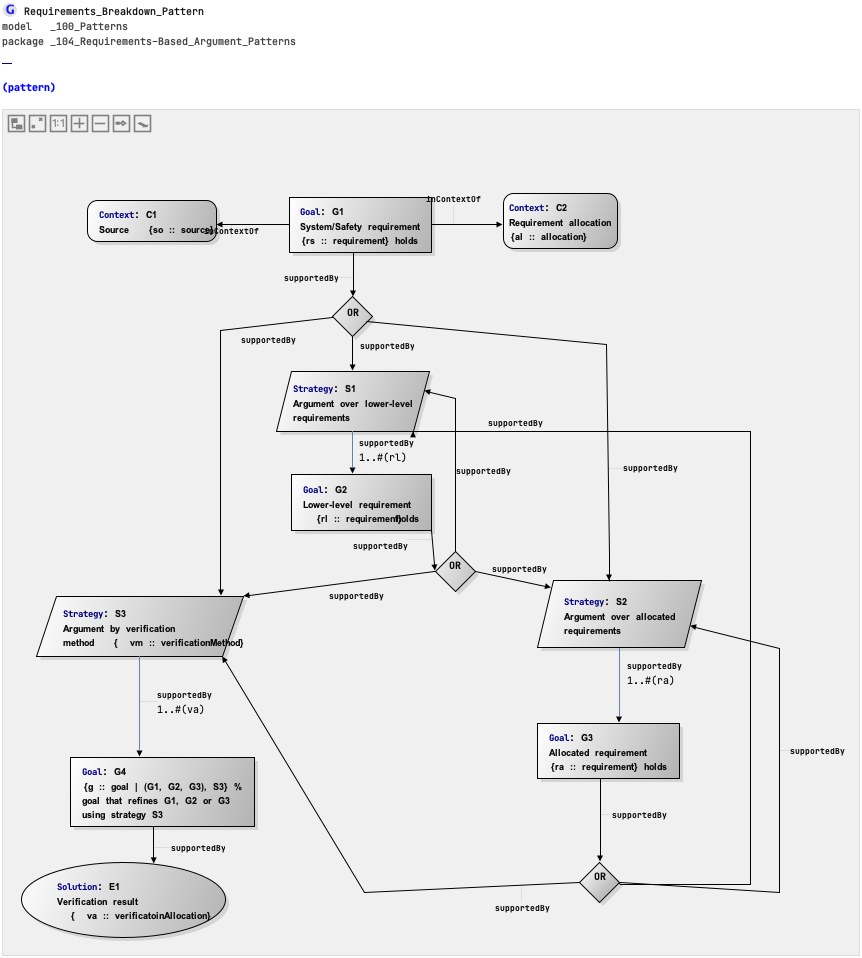 G Requirements_Breakdown_Pattern
model _100_Patterns
package _104_Requirements-Based_Argument_Patterns
(pattern)
1:1
Context: C1
Source {so :: source}
inContextOf
Goal: G1
System/Safety requirement
{rs :: requirement} holds
inContextOf
Context: C2
Requirement allocation
{al :: allocation}
supportedBy
OR
supportedBy
supportedBy
Strategy: S1
Argument over lower-level
requirements
supportedBy
supportedBy
1..#(rl)
supportedBy
supportedBy
Goal: G2
Lower-level requirement
{rl :: requirement}holds
supportedBy
OR
supportedBy
supportedBy
Strategy: S3
Argument by verification
method { vm :: verificationMethod}
Strategy: S2
Argument over allocated
requirements
supportedBy
1..#(va)
supportedBy
1..#(ra)
Goal: G3
Allocated requirement
{ra :: requirement} holds
supportedBy
Goal: G4
{g :: goal | (G1, G2, G3), S3} %
goal that refines G1, G2 or G3
using strategy S3
supportedBy
supportedBy
OR
Solution: E1
Verification result
{ va :: verificatoinAllocation}
supportedBy